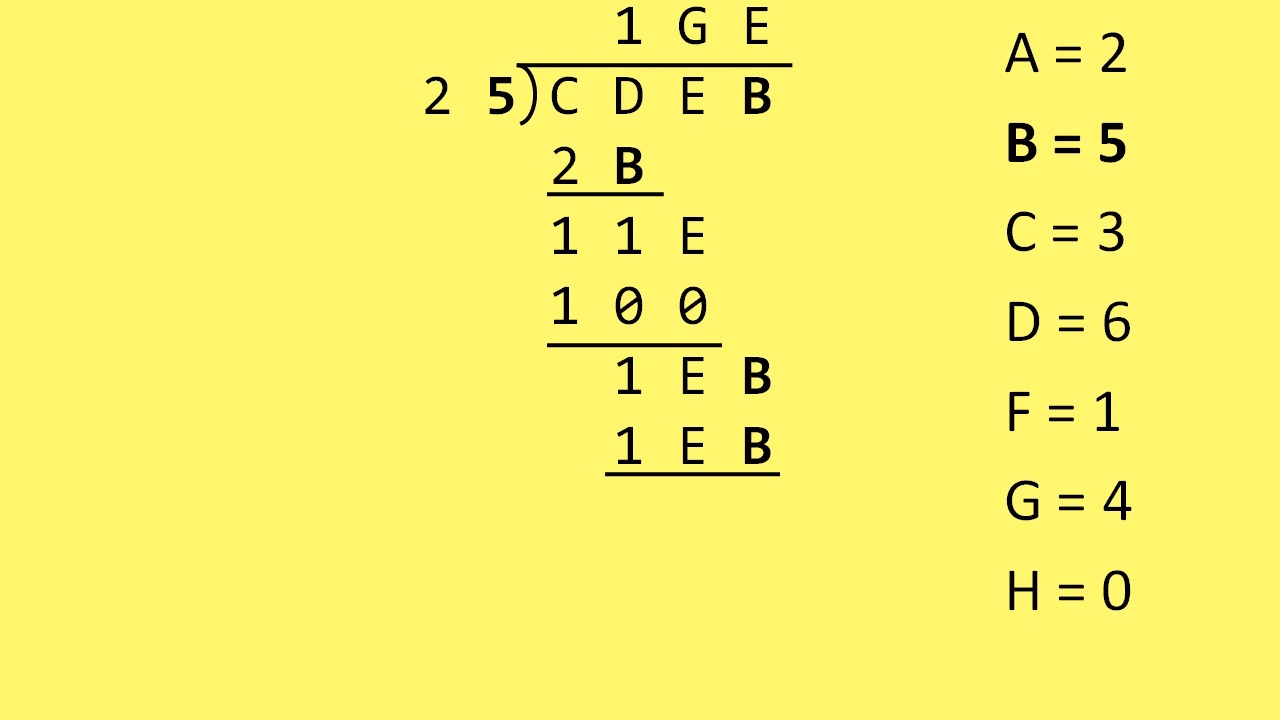 1 G E
2 5)C D E B
2 B
1 1 E
1 0 0
1 E B
1 E B
A = 2
B = 5
C = 3
D = 6
F = 1
G = 4
H = 0